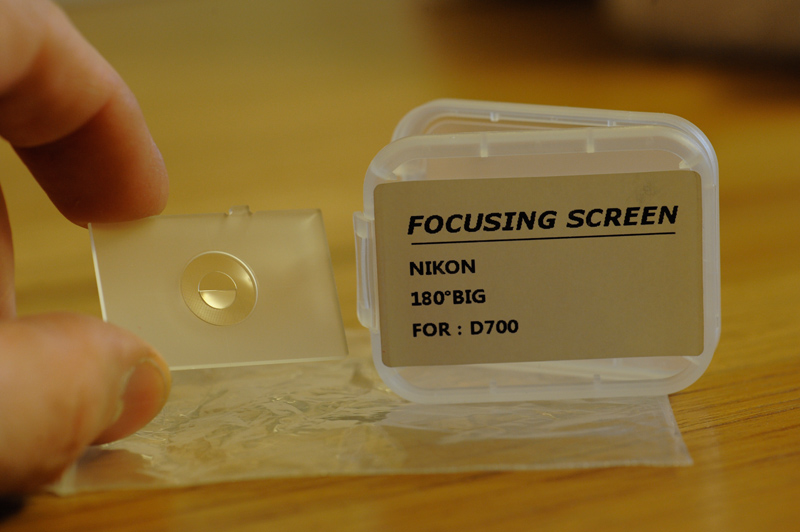 FOCUSING SCREEN
NIKON
180°BIG
FOR : D700